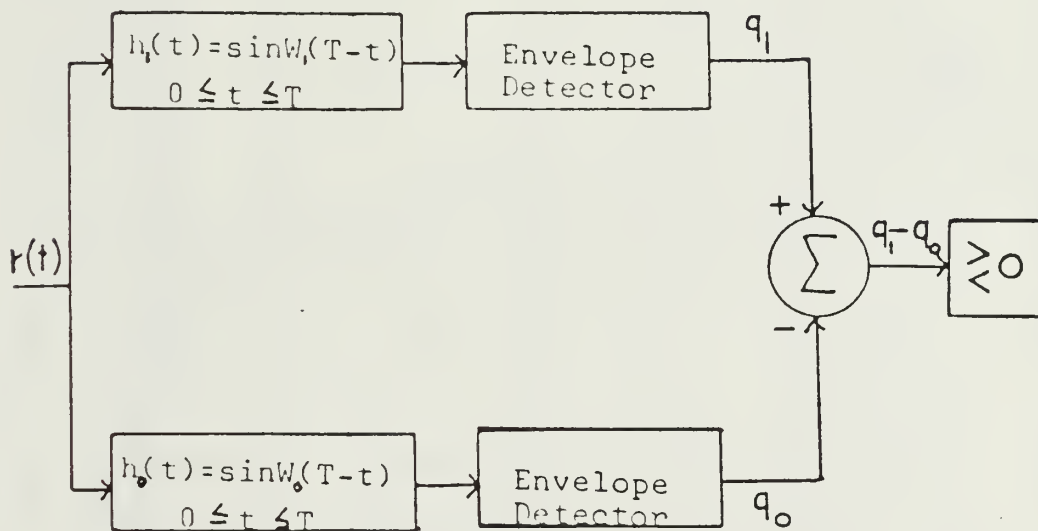 h₁(t)=sinW₁(T-t)
0 ≤ t ≤T
Envelope
Detector
q₁
r(t)
+
Σ
-
q₁-q₀
≷0
h₀(t)=sinW₀(T-t)
0 ≤ t ≤T
Envelope
Detector
q₀